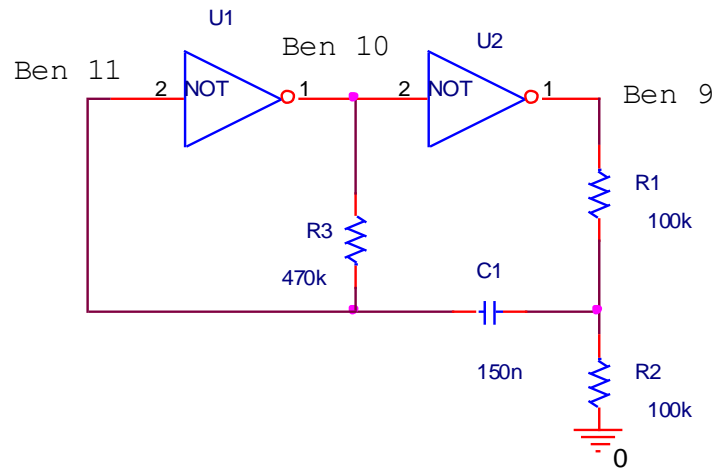 U1
Ben 10
U2
Ben 11
2
NOT
1
2
NOT
1
Ben 9
R1
100k
R3
470k
C1
150n
R2
100k
0